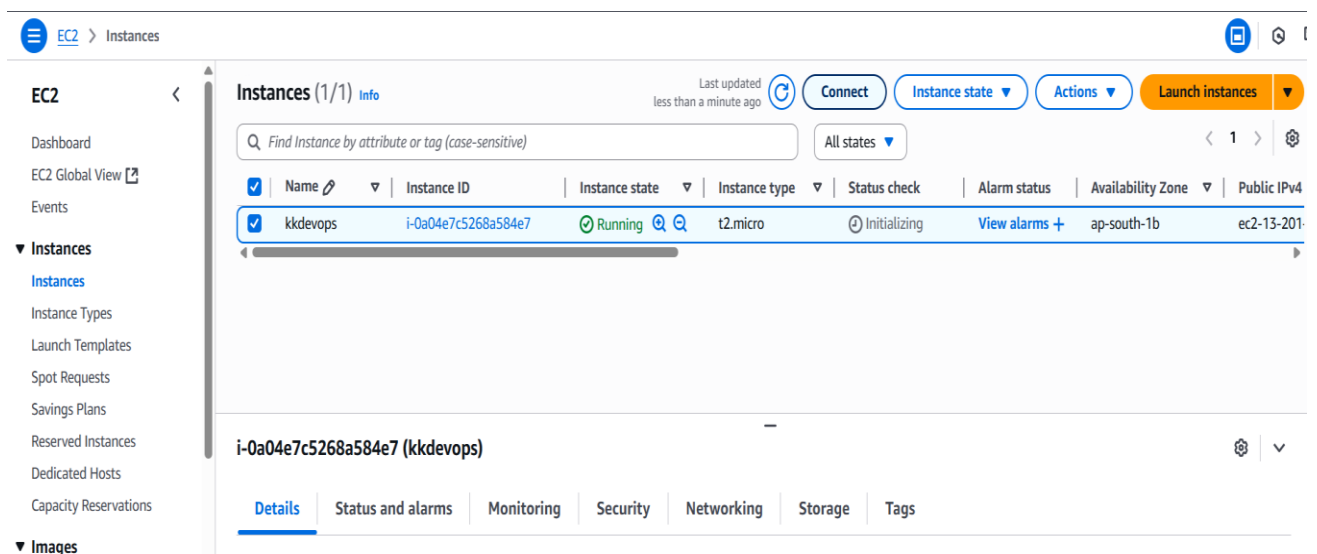 EC2 > Instances
EC2
Dashboard
EC2 Global View
Events
Instances
Instances
Instance Types
Launch Templates
Spot Requests
Savings Plans
Reserved Instances
Dedicated Hosts
Capacity Reservations
Images
Instances (1/1) Info
Last updated
less than a minute ago
Connect
Instance state
Actions
Launch instances
Find Instance by attribute or tag (case-sensitive)
All states
1
Name Instance ID Instance state Instance type Status check Alarm status Availability Zone Public IPv4
kkdevops i-0a04e7c5268a584e7 Running t2.micro Initializing View alarms + ap-south-1b ec2-13-201-
i-0a04e7c5268a584e7 (kkdevops)
Details Status and alarms Monitoring Security Networking Storage Tags